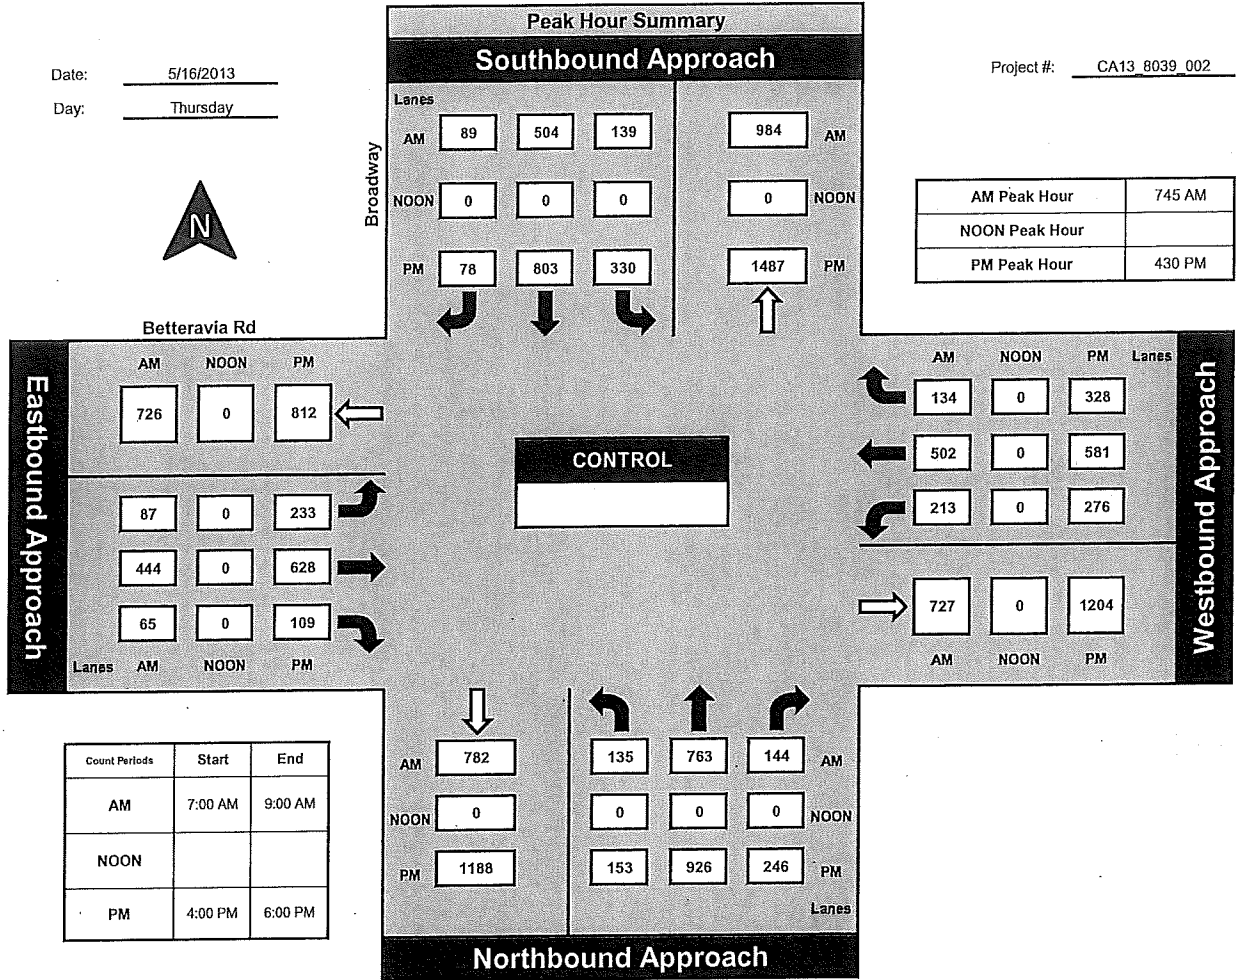 Peak Hour Summary
Southbound Approach
Date: 5/16/2013
Project #: CA13_8039_002
Day: Thursday
Lanes
Broadway
AM 89 504 139 984 AM
NOON 0 0 0 0 NOON
PM 78 803 330 1487 PM
N
AM Peak Hour 745 AM
NOON Peak Hour
PM Peak Hour 430 PM
Betteravia Rd
Eastbound Approach
AM NOON PM
726 0 812
87 0 233
444 0 628
65 0 109
Lanes AM NOON PM
CONTROL
AM NOON PM Lanes
134 0 328
502 0 581
213 0 276
727 0 1204
AM NOON PM
Westbound Approach
Count Periods Start End
AM 7:00 AM 9:00 AM
NOON
PM 4:00 PM 6:00 PM
AM 782 135 763 144 AM
NOON 0 0 0 0 NOON
PM 1188 153 926 246 PM
Lanes
Northbound Approach